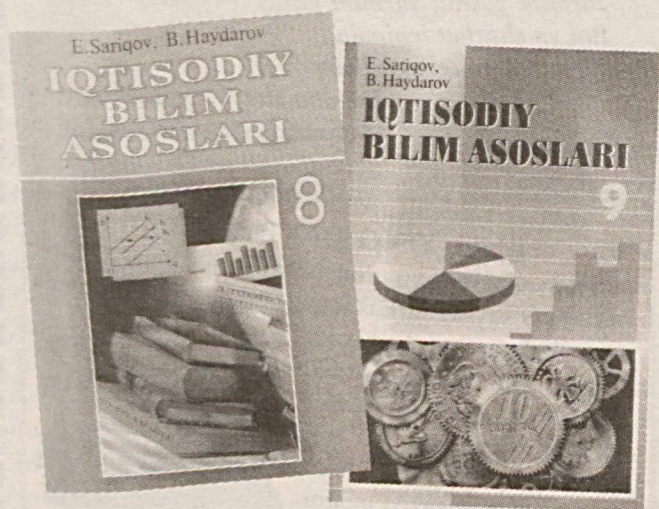 E.Sariqov, B.Haydarov
IQTISODIY
BILIM
ASOSLARI
8
E.Sariqov,
B.Haydarov
IQTISODIY
BILIM ASOSLARI
9